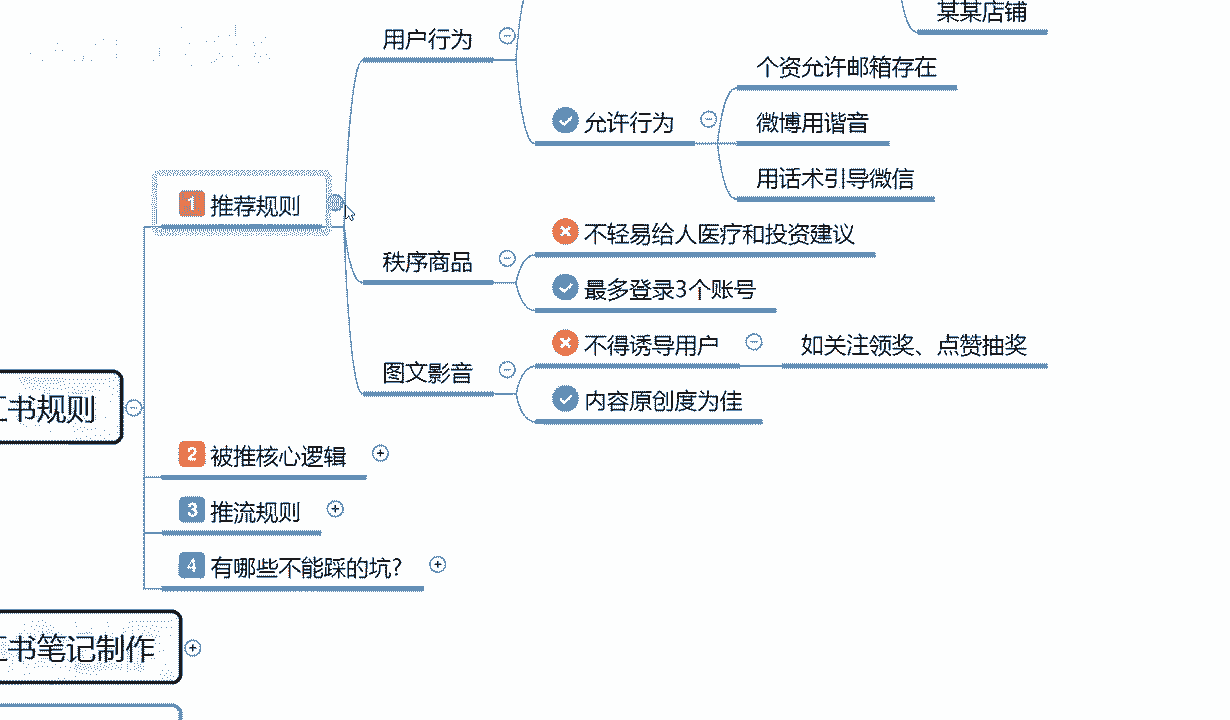 某某店铺
用户行为
个资允许邮箱存在
允许行为
微博用谐音
用话术引导微信
1 推荐规则
不轻易给人医疗和投资建议
秩序商品
最多登录3个账号
不得诱导用户
如关注领奖、点赞抽奖
图文影音
内容原创度为佳
书规则
2 被推核心逻辑
3 推流规则
4 有哪些不能踩的坑?
书笔记制作